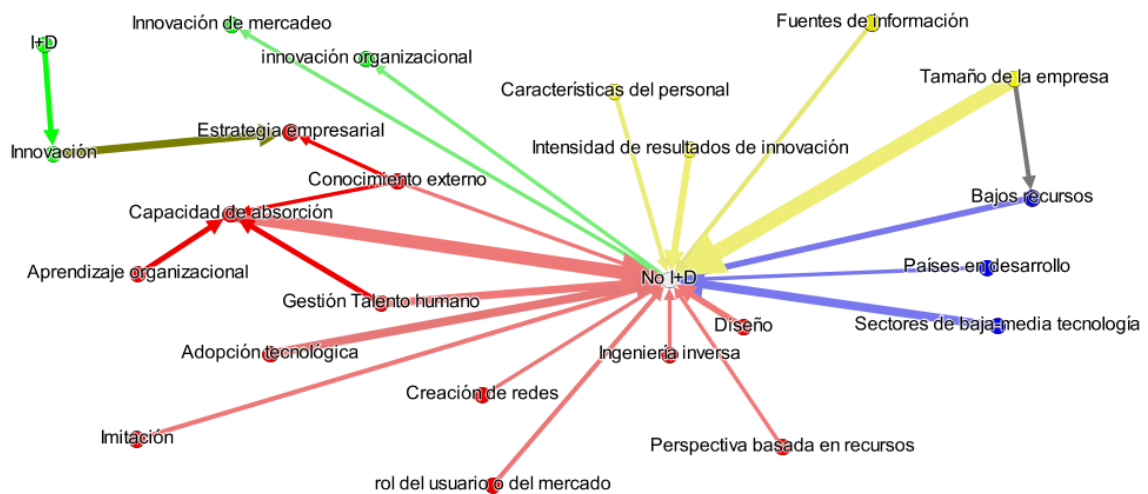 Innovación de mercadeo
Fuentes de información
I+D
innovación organizacional
Tamaño de la empresa
Características del personal
Estrategia empresarial
Innovación
Intensidad de resultados de innovación
Conocimiento externo
Bajos recursos
Capacidad de absorción
Aprendizaje organizacional
No I+D
Países en desarrollo
Gestión Talento humano
Diseño
Sectores de baja-media tecnología
Adopción tecnológica
Ingeniería inversa
Creación de redes
Imitación
Perspectiva basada en recursos
rol del usuario o del mercado